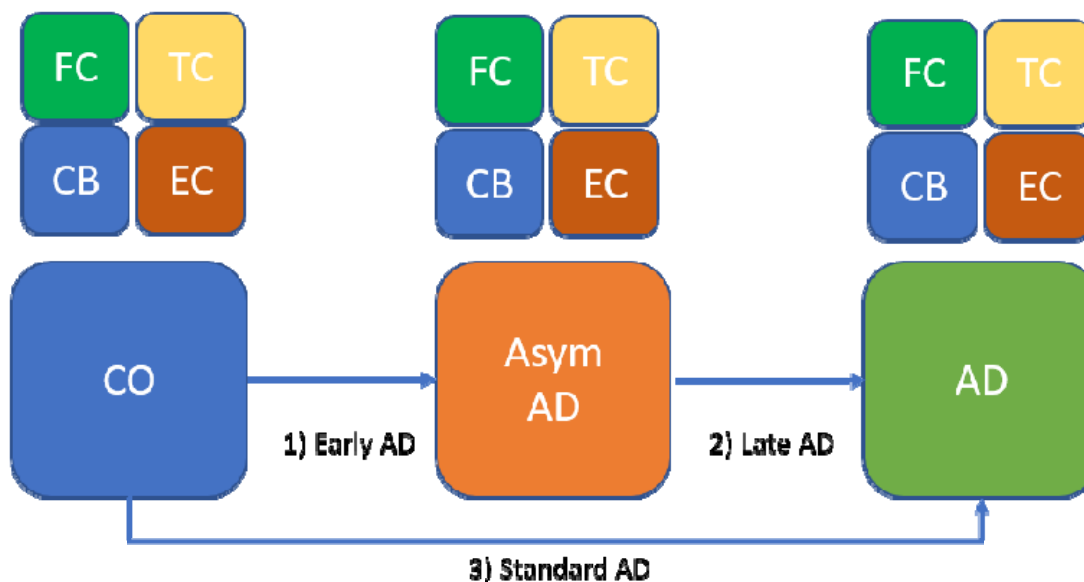 FC TC FC TC FC TC
CB EC CB EC CB EC
CO
Asym
AD
AD
1) Early AD
2) Late AD
3) Standard AD